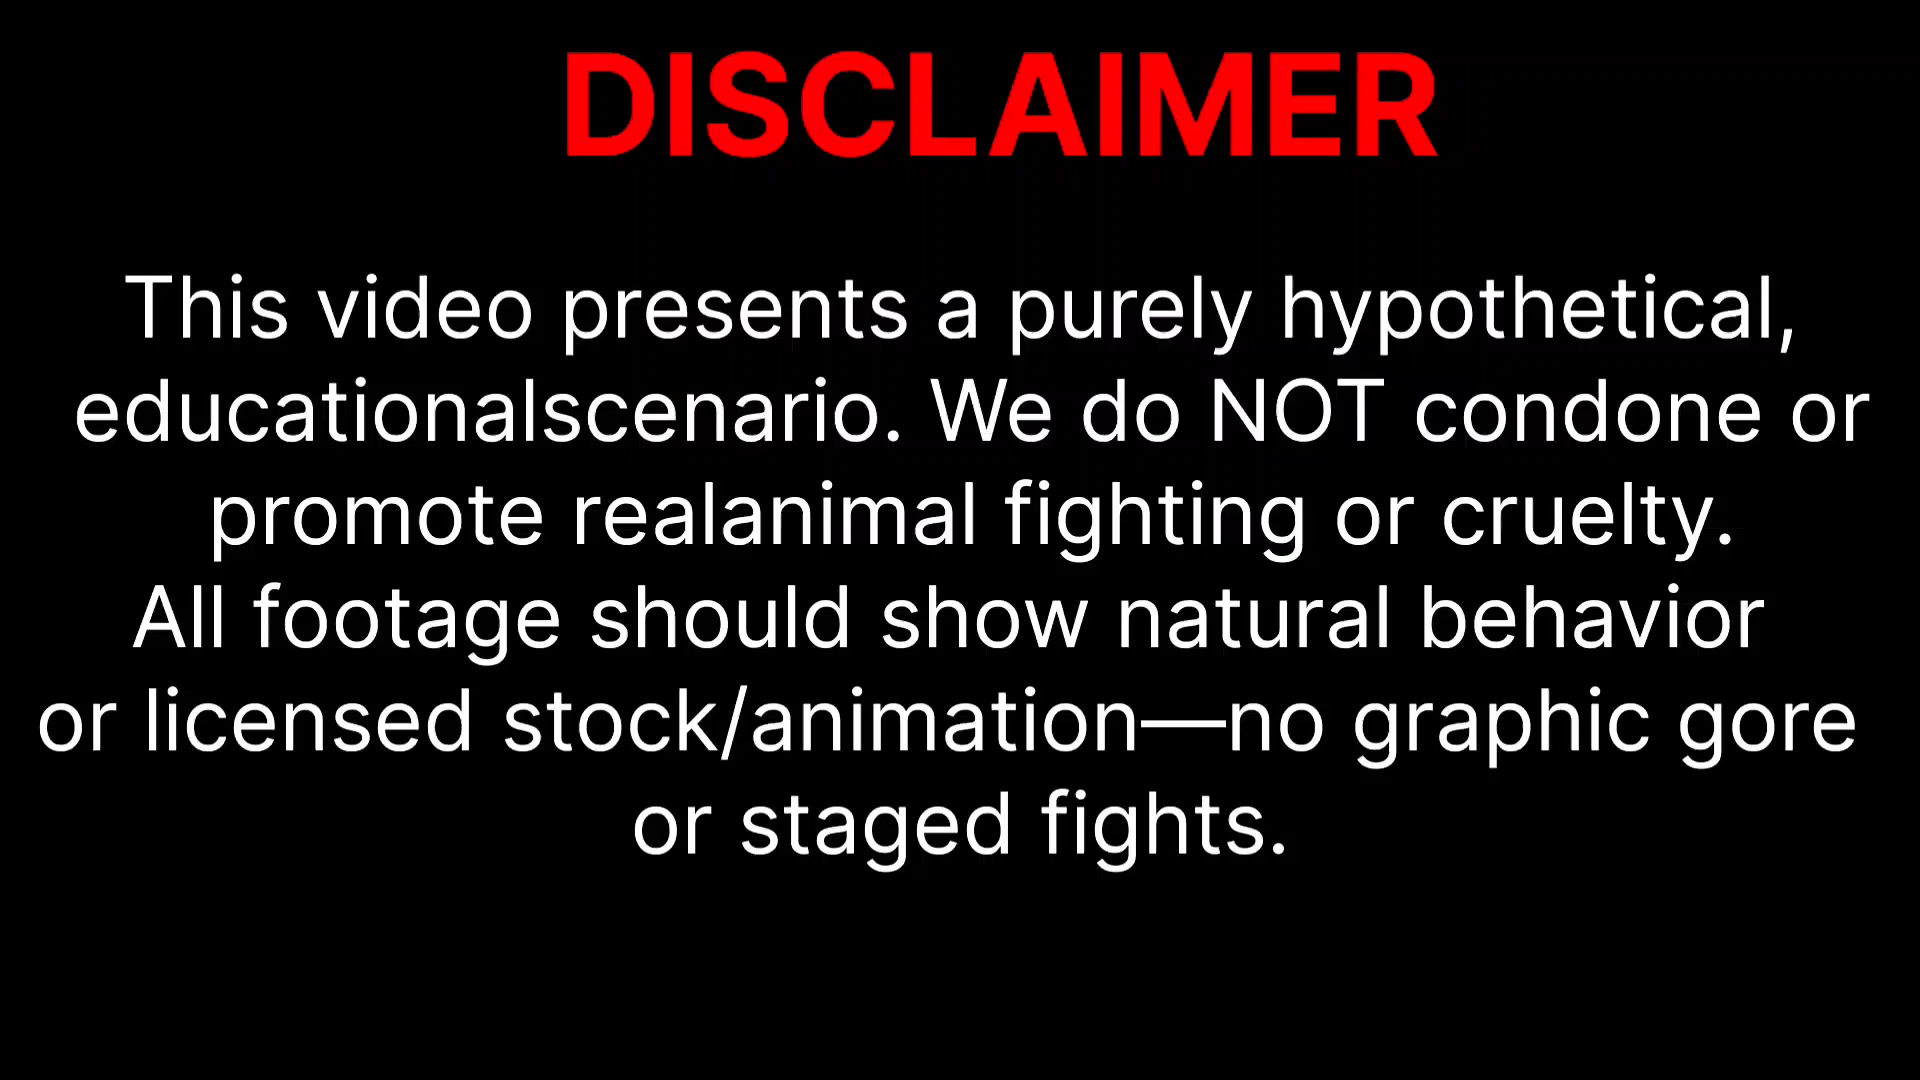 DISCLAIMER
This video presents a purely hypothetical,
educationalscenario. We do NOT condone or
promote realanimal fighting or cruelty.
All footage should show natural behavior
or licensed stock/animation—no graphic gore
or staged fights.